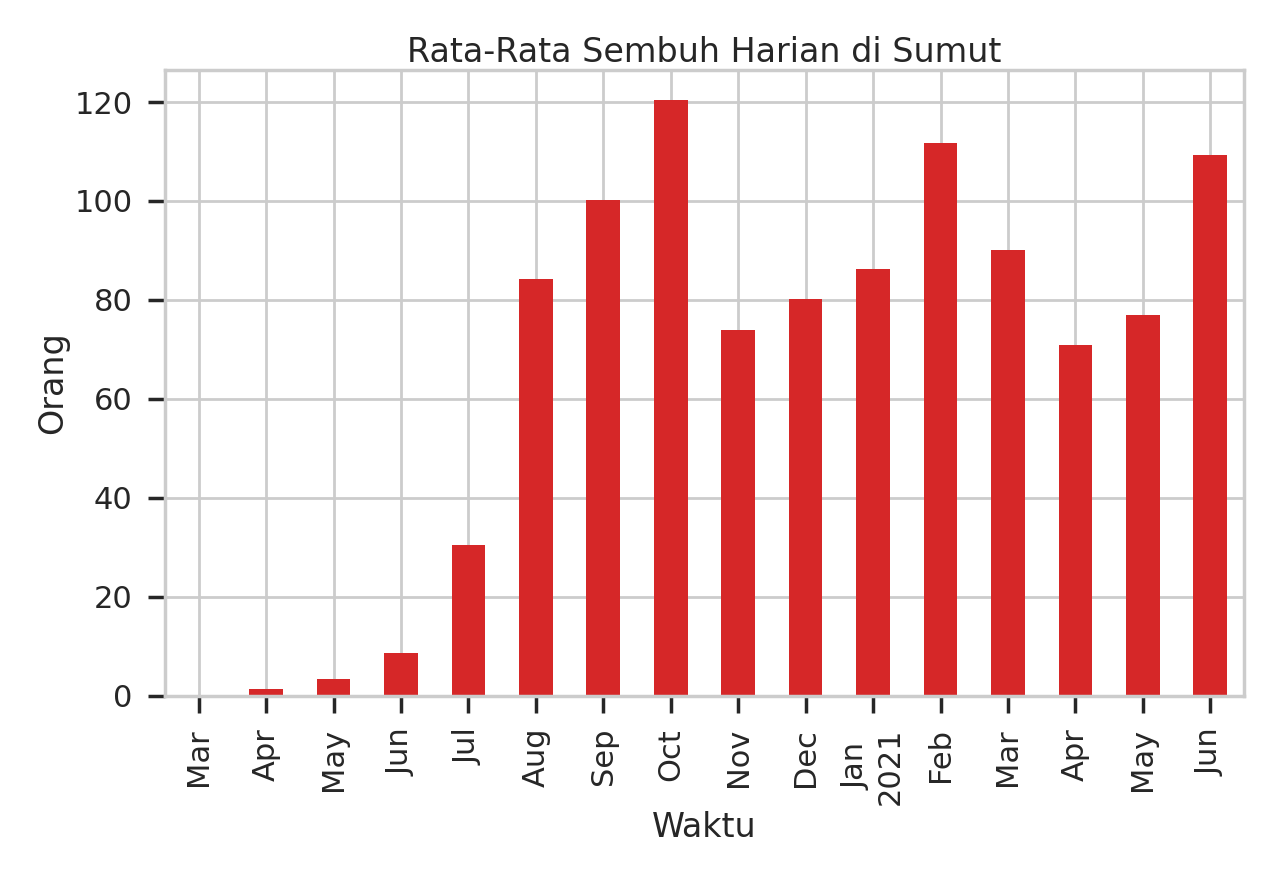 Rata-Rata Sembuh Harian di Sumut
120
100
80
60
40
20
0
Orang
Mar
Apr
May
Jun
Jul
Aug
Sep
Oct
Nov
Dec
Jan
2021
Feb
Mar
Apr
May
Jun
Waktu